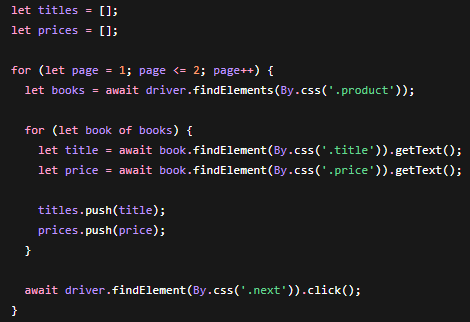 let titles = [];
let prices = [];

for (let page = 1; page <= 2; page++) {
  let books = await driver.findElements(By.css('.product'));

  for (let book of books) {
    let title = await book.findElement(By.css('.title')).getText();
    let price = await book.findElement(By.css('.price')).getText();

    titles.push(title);
    prices.push(price);
  }

  await driver.findElement(By.css('.next')).click();
}